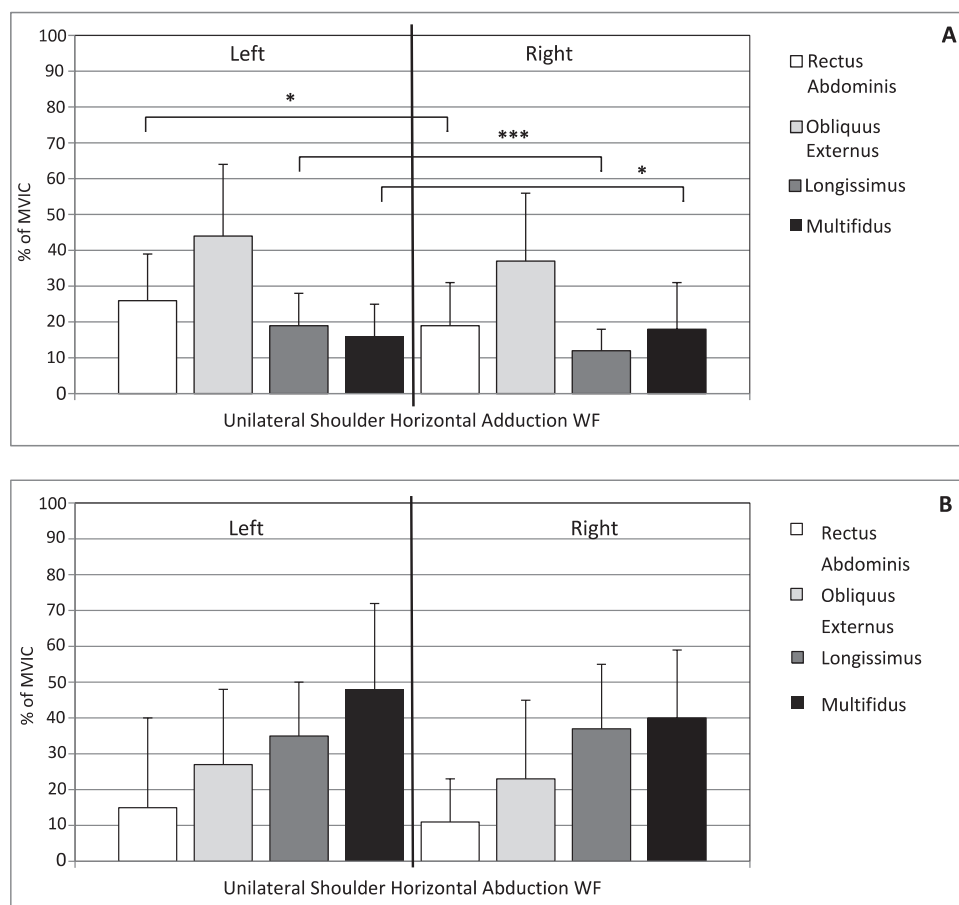 A
100
90
80
70
60
50
40
30
20
10
0
% of MVIC
Left
Right
*
***
*
Rectus
Abdominis
Obliquus
Externus
Longissimus
Multifidus
Unilateral Shoulder Horizontal Adduction WF
B
100
90
80
70
60
50
40
30
20
10
0
% of MVIC
Left
Right
Rectus
Abdominis
Obliquus
Externus
Longissimus
Multifidus
Unilateral Shoulder Horizontal Abduction WF